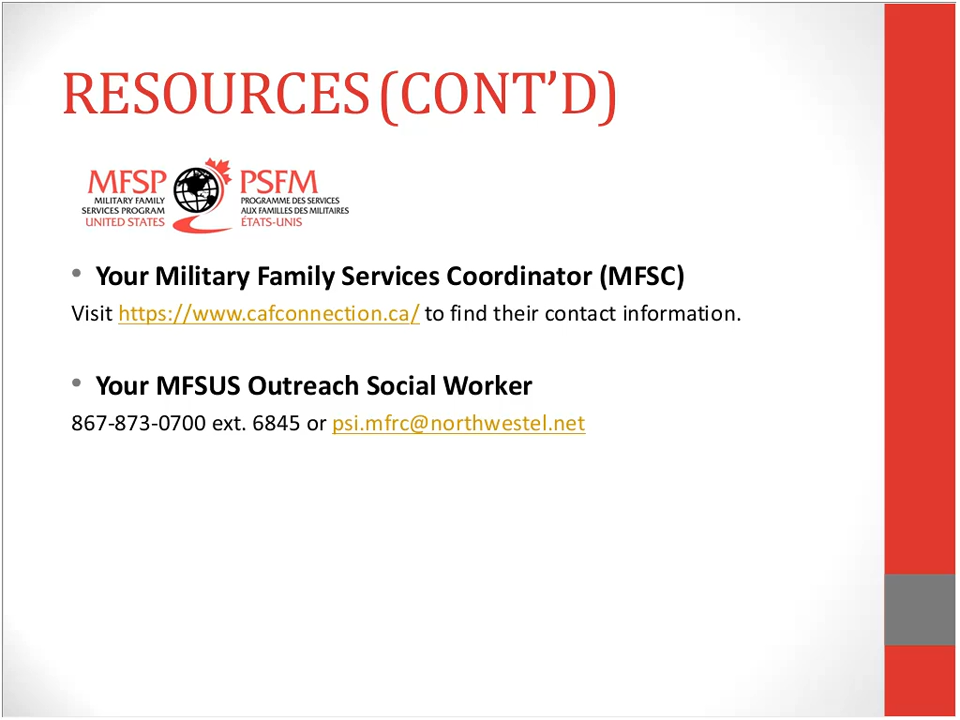 RESOURCES (CONT’D)
MFSP
MILITARY FAMILY
SERVICES PROGRAM
UNITED STATES
PSFM
PROGRAMME DES SERVICES
AUX FAMILLES DES MILITAIRES
ÉTATS-UNIS
• Your Military Family Services Coordinator (MFSC)
Visit https://www.cafconnection.ca/ to find their contact information.
• Your MFSUS Outreach Social Worker
867-873-0700 ext. 6845 or psi.mfrc@northwestel.net